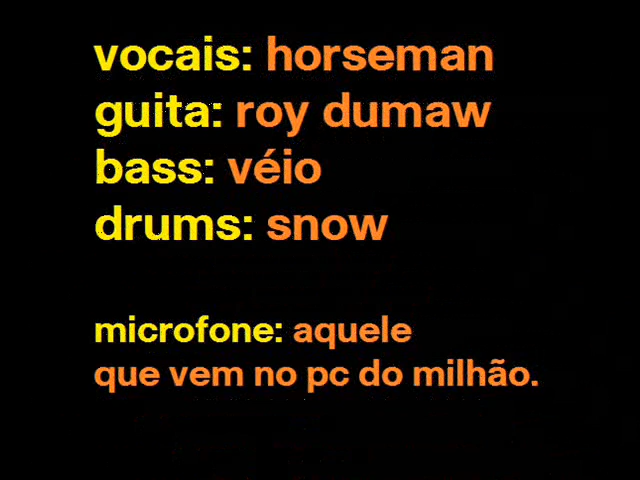 vocais: horseman
guita: roy dumaw
bass: véio
drums: snow
microfone: aquele
que vem no pc do milhão.